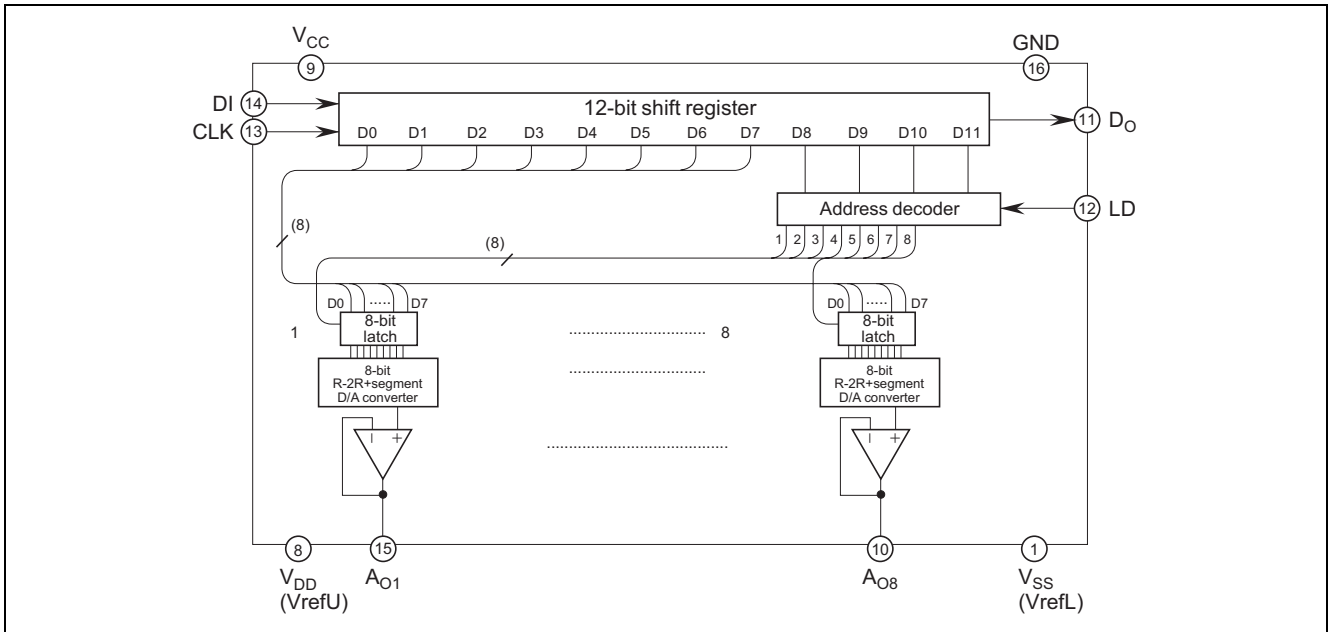 VCC
GND
9
16
DI 14
12-bit shift register
11 DO
CLK 13
D0 D1 D2 D3 D4 D5 D6 D7 D8 D9 D10 D11
Address decoder
12 LD
(8)
1 2 3 4 5 6 7 8
(8)
D0 ..... D7
D0 ..... D7
1
8-bit
latch
8
8-bit
latch
8-bit
R-2R+segment
D/A converter
8-bit
R-2R+segment
D/A converter
– +
– +
8
15
10
1
VDD
(VrefU)
AO1
AO8
VSS
(VrefL)